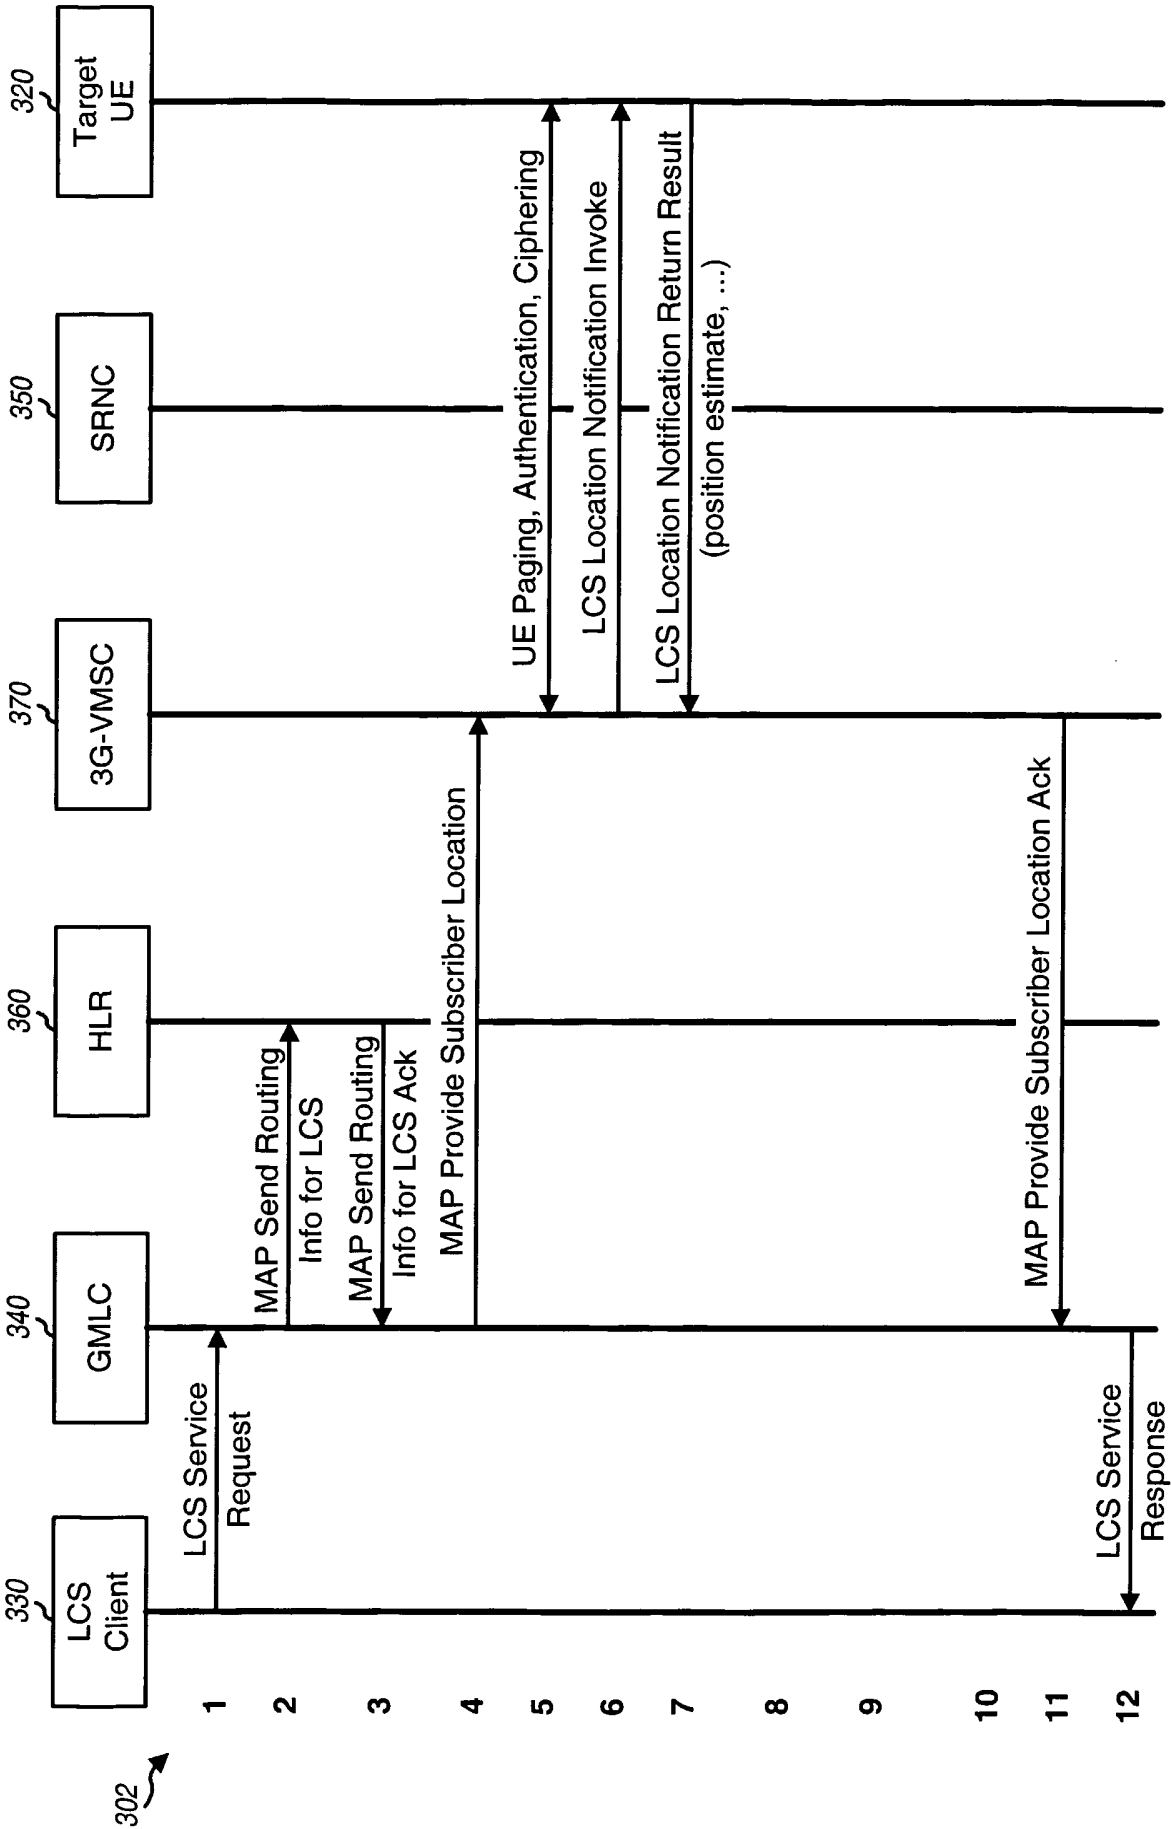 302
330
LCS
Client
340
GMLC
360
HLR
370
3G-VMSC
350
SRNC
320
Target
UE
1
LCS Service
Request
2
MAP Send Routing
Info for LCS
3
MAP Send Routing
Info for LCS Ack
4
MAP Provide Subscriber Location
5
UE Paging, Authentication, Ciphering
6
LCS Location Notification Invoke
7
LCS Location Notification Return Result
(position estimate, ...)
8
9
10
11
MAP Provide Subscriber Location Ack
12
LCS Service
Response